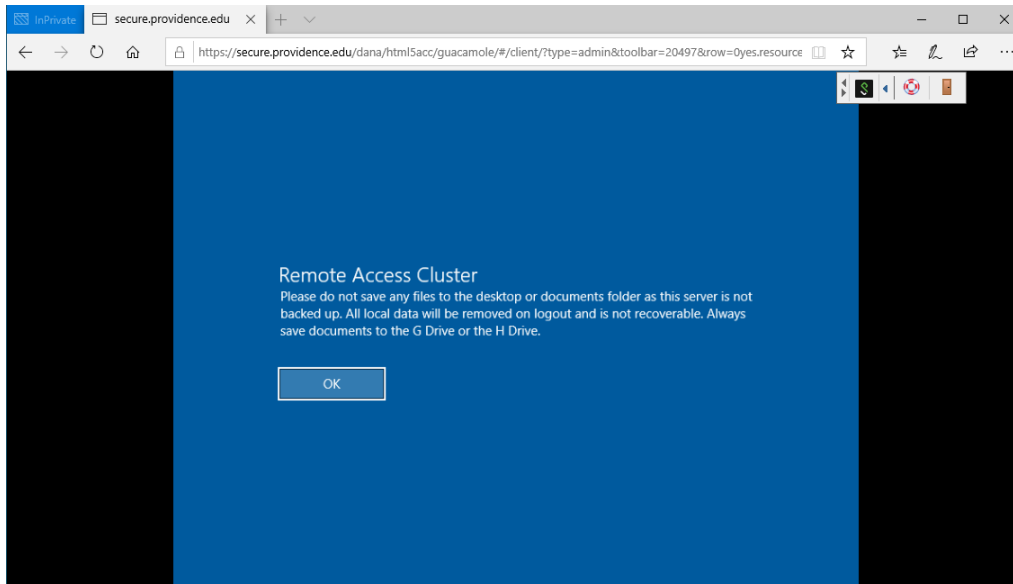 InPrivate
secure.providence.edu
https://secure.providence.edu/dana/html5acc/guacamole/#/client/?type=admin&toolbar=20497&row=0yes.resource
Remote Access Cluster
Please do not save any files to the desktop or documents folder as this server is not
backed up. All local data will be removed on logout and is not recoverable. Always
save documents to the G Drive or the H Drive.
OK